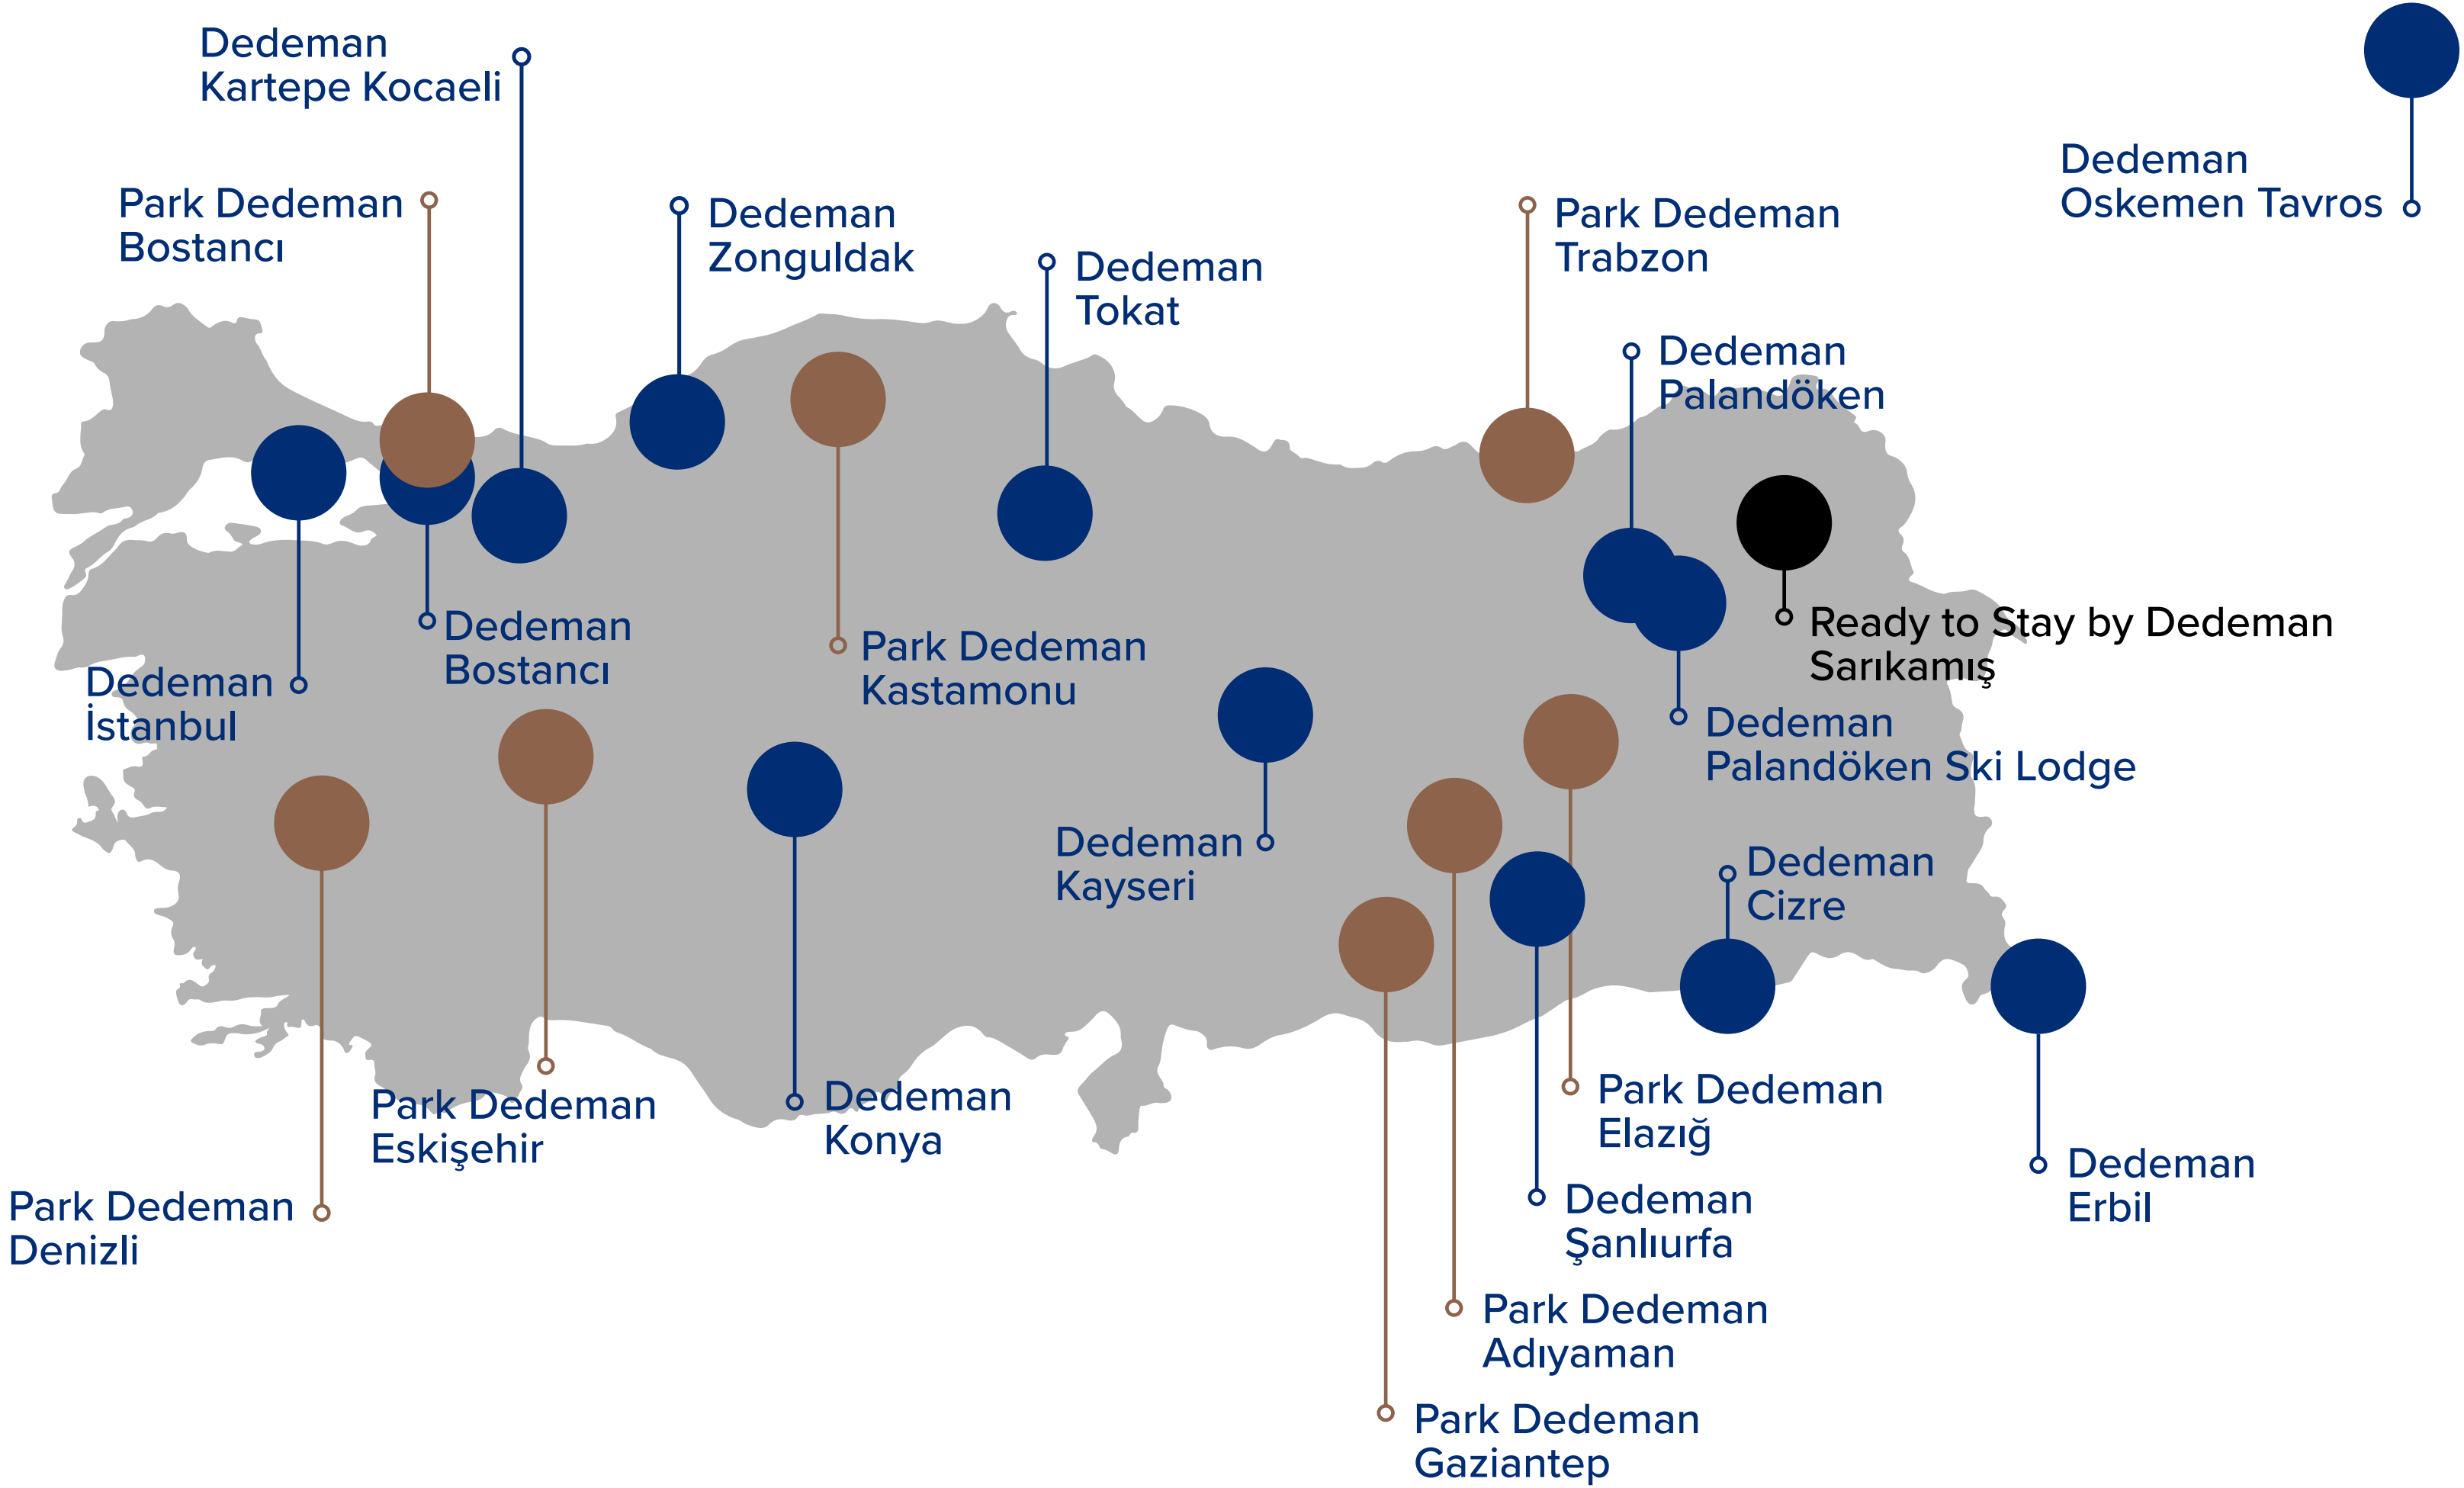 Dedeman
Kartepe Kocaeli
Dedeman
Oskemen Tavros
Park Dedeman
Bostancı
Dedeman
Zonguldak
Park Dedeman
Trabzon
Dedeman
Tokat
Dedeman
Palandöken
Ready to Stay by Dedeman
Sarıkamış
Dedeman
Bostancı
Park Dedeman
Kastamonu
Dedeman
İstanbul
Dedeman
Palandöken Ski Lodge
Dedeman
Kayseri
Dedeman
Cizre
Park Dedeman
Elazığ
Dedeman
Konya
Park Dedeman
Eskişehir
Dedeman
Erbil
Park Dedeman
Denizli
Dedeman
Şanlıurfa
Park Dedeman
Adıyaman
Park Dedeman
Gaziantep